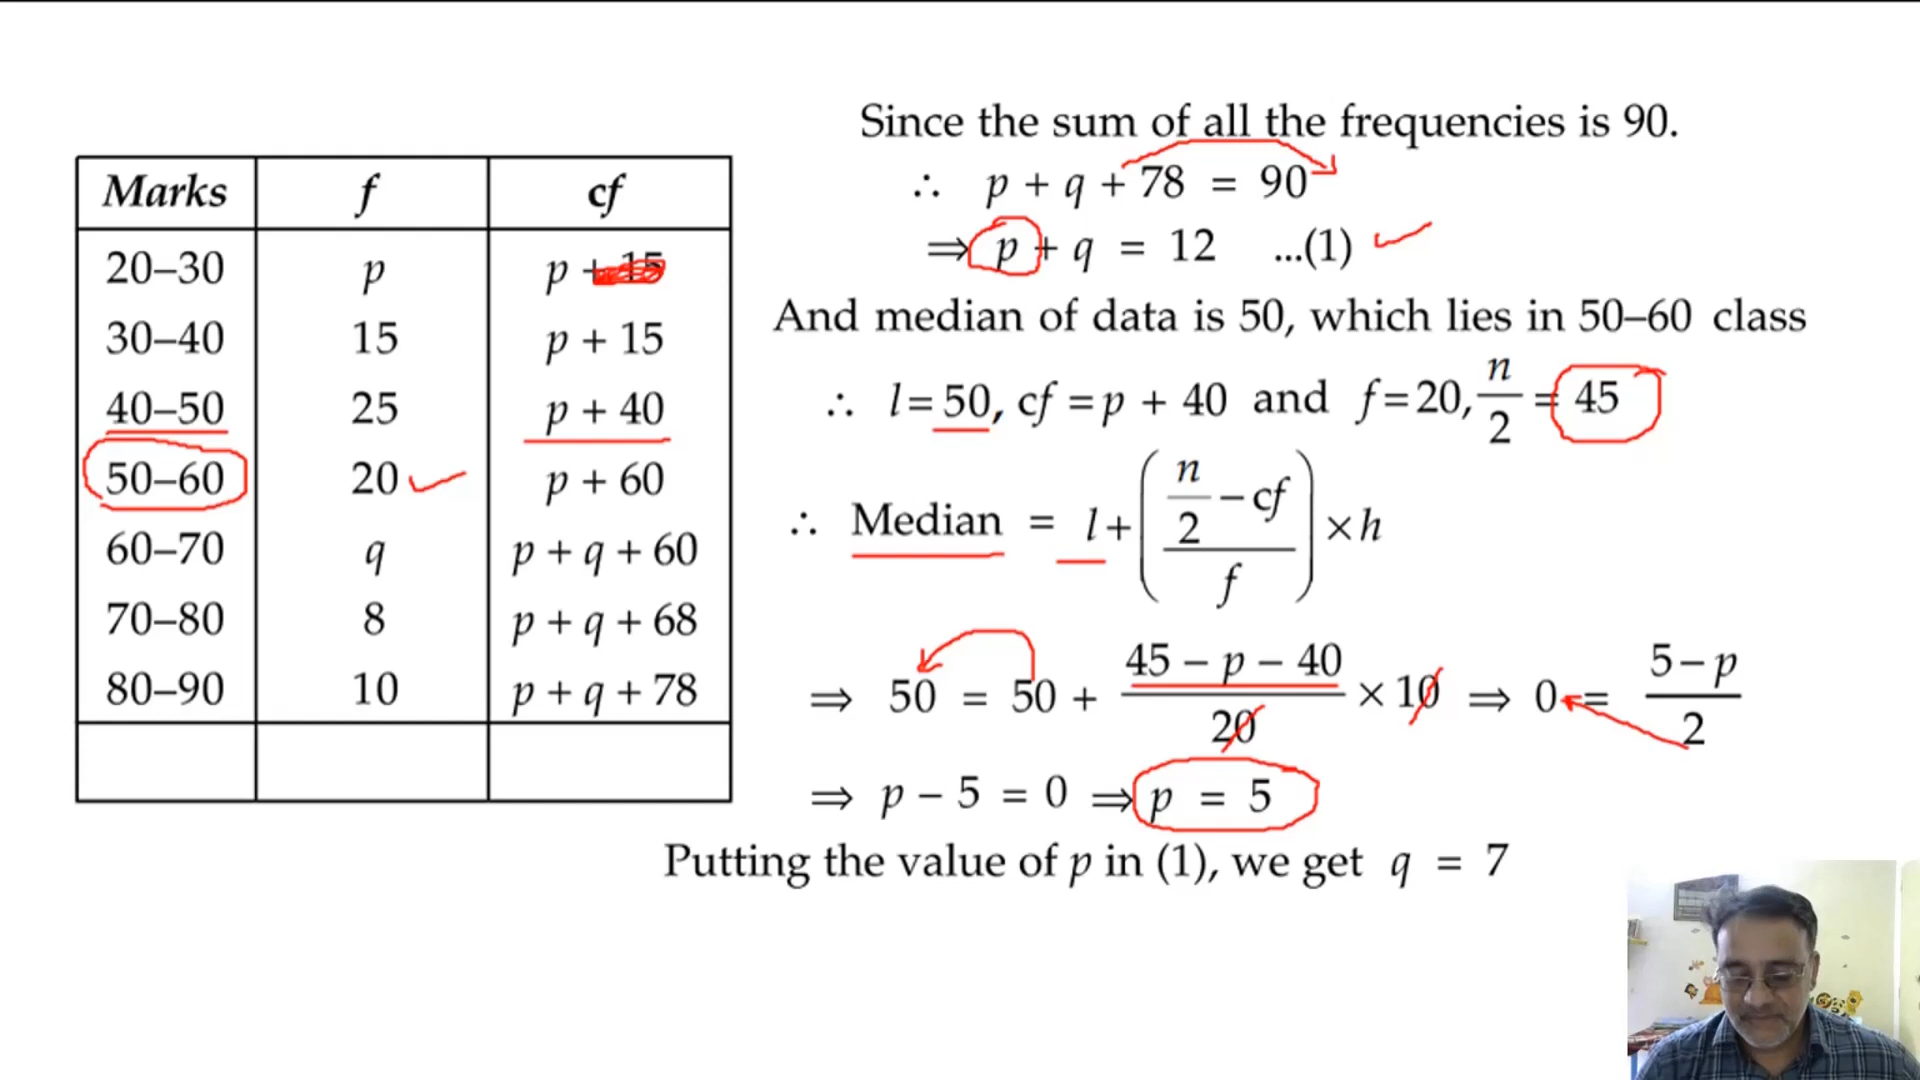 Marks f cf
20–30 p p + 15
30–40 15 p + 15
40–50 25 p + 40
50–60 20 p + 60
60–70 q p + q + 60
70–80 8 p + q + 68
80–90 10 p + q + 78
Since the sum of all the frequencies is 90.
∴ p + q + 78 = 90
⇒ p + q = 12 ...(1)
And median of data is 50, which lies in 50–60 class
∴ l = 50, cf = p + 40 and f = 20, n/2 = 45
∴ Median = l + ((n/2 – cf)/f) × h
⇒ 50 = 50 + (45 – p – 40)/20 × 10 ⇒ 0 = (5 – p)/2
⇒ p – 5 = 0 ⇒ p = 5
Putting the value of p in (1), we get q = 7